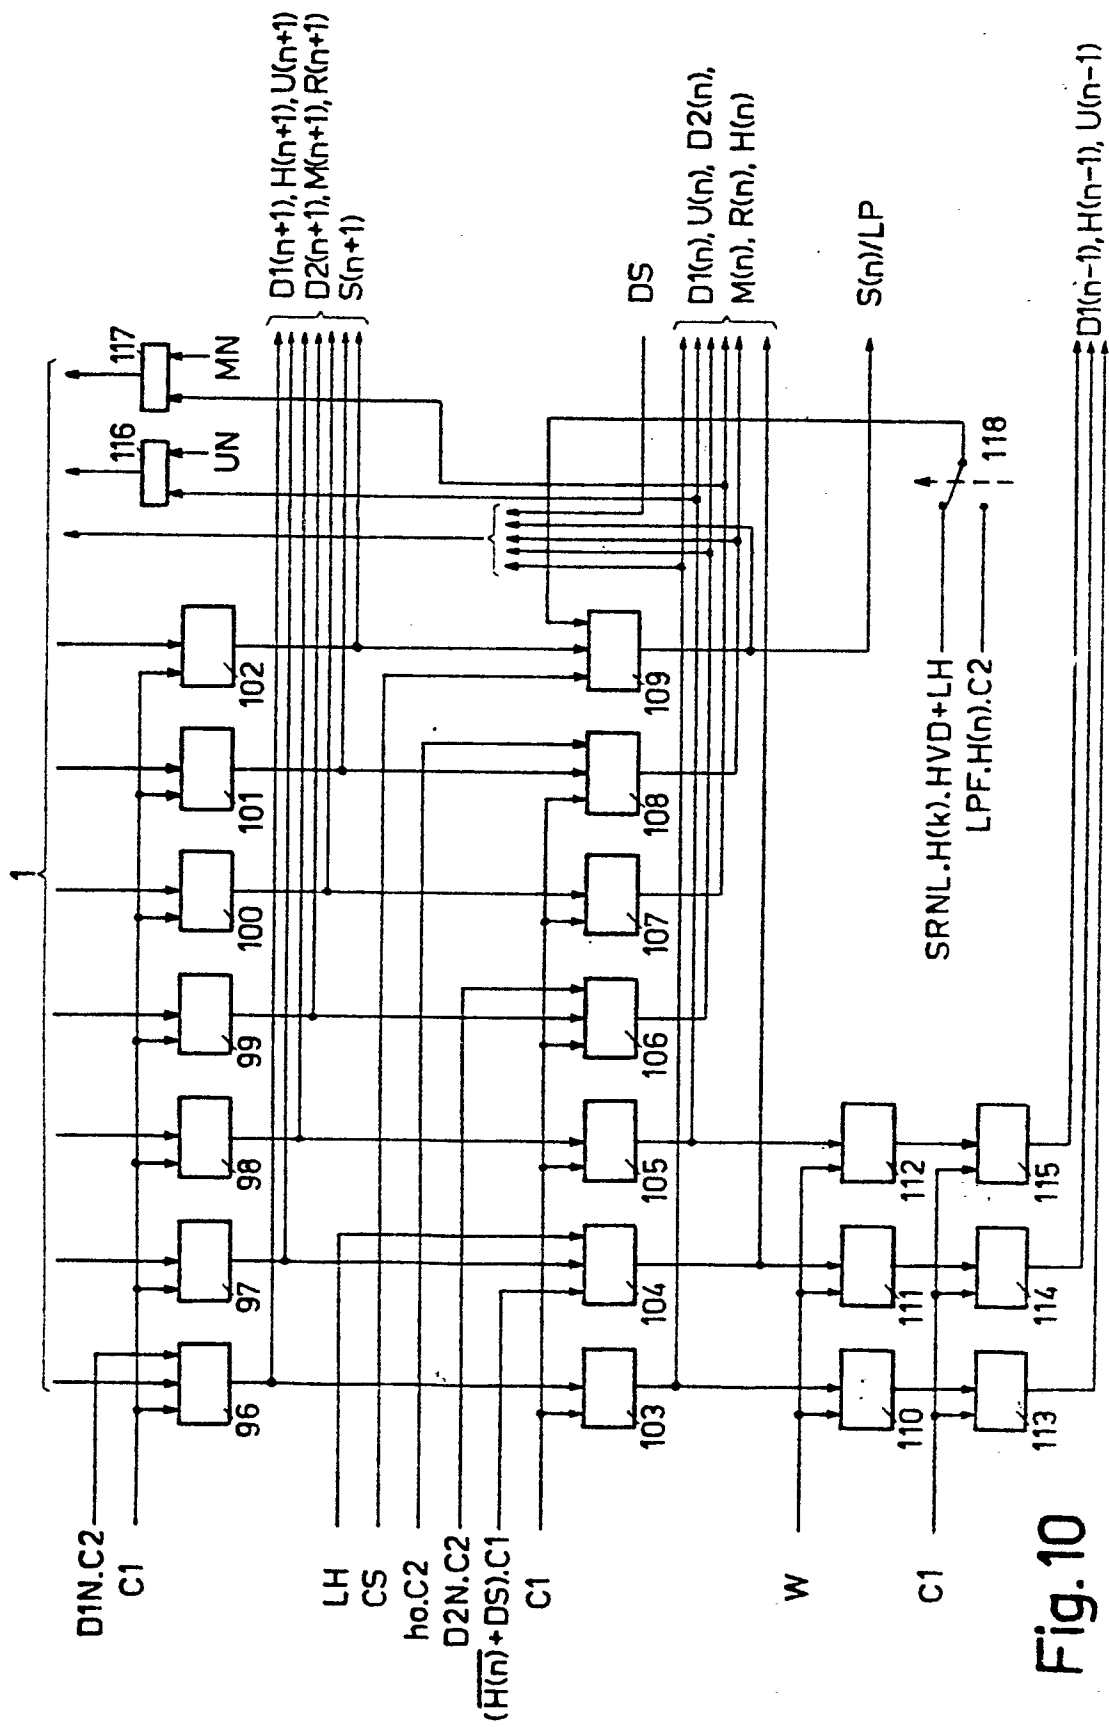 1
116
117
UN
MN
D1(n+1), H(n+1), U(n+1)
D2(n+1), M(n+1), R(n+1)
S(n+1)
D1N.C2
C1
96
97
98
99
100
101
102
LH
CS
ho.C2
D2N.C2
(H̅(̅n̅)̅+DS).C1
C1
103
104
105
106
107
108
109
DS
D1(n), U(n), D2(n),
M(n), R(n), H(n)
S(n)/LP
W
110
111
112
C1
113
114
115
SRNL.H(k).HVD+LH
LPF.H(n).C2
118
D1(n-1), H(n-1), U(n-1)
Fig.10